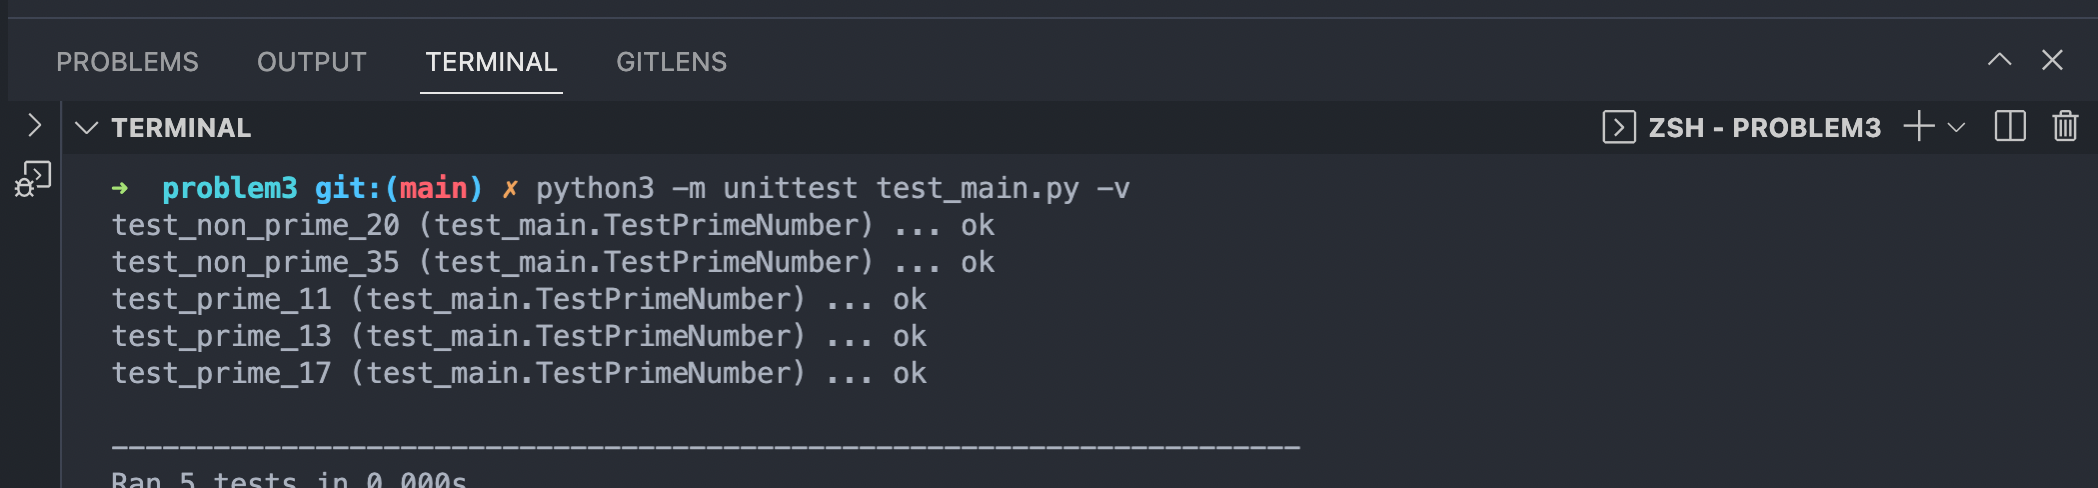 PROBLEMS OUTPUT TERMINAL GITLENS
TERMINAL ZSH - PROBLEM3
➜ problem3 git:(main) ✗ python3 -m unittest test_main.py -v
test_non_prime_20 (test_main.TestPrimeNumber) ... ok
test_non_prime_35 (test_main.TestPrimeNumber) ... ok
test_prime_11 (test_main.TestPrimeNumber) ... ok
test_prime_13 (test_main.TestPrimeNumber) ... ok
test_prime_17 (test_main.TestPrimeNumber) ... ok
----------------------------------------------------------------------
Ran 5 tests in 0.000s